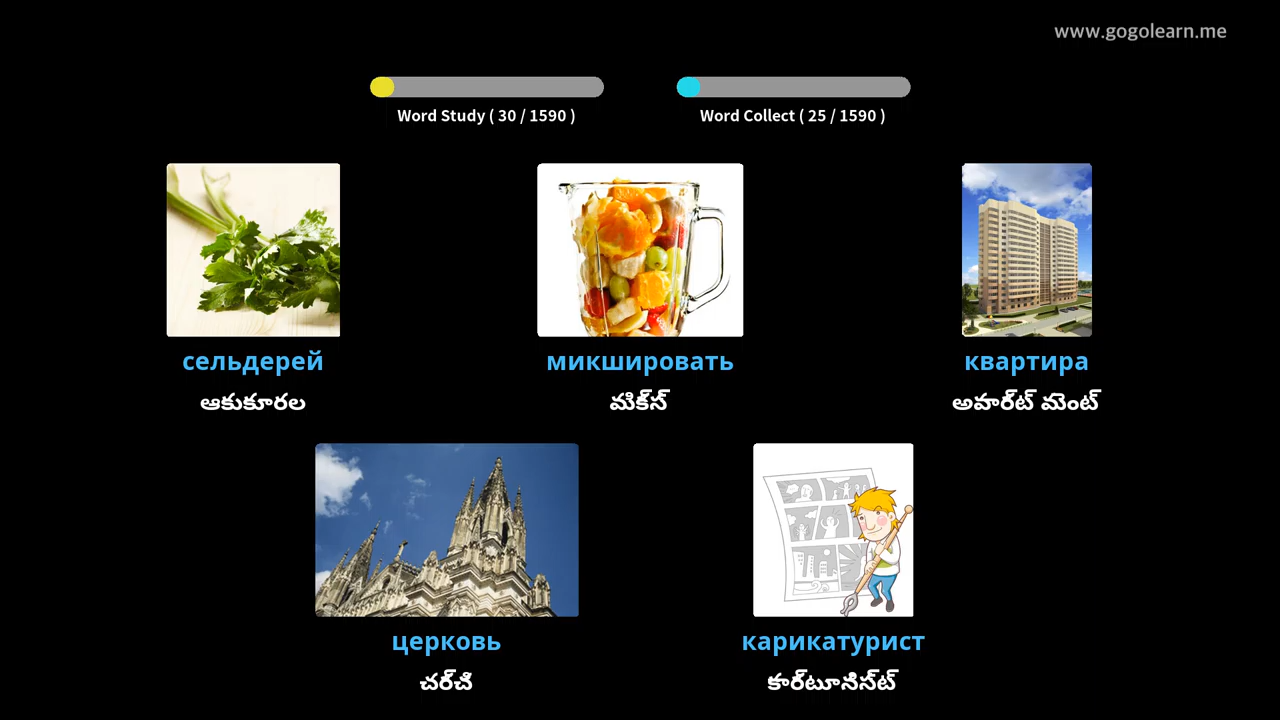 www.gogolearn.me
Word Study ( 30 / 1590 )
Word Collect ( 25 / 1590 )
сельдерей
микшировать
квартира
ఆకుకూరల
మిక్స్
అపార్ట్ మెంట్
церковь
карикатурист
చర్చి
కార్టూనిస్ట్